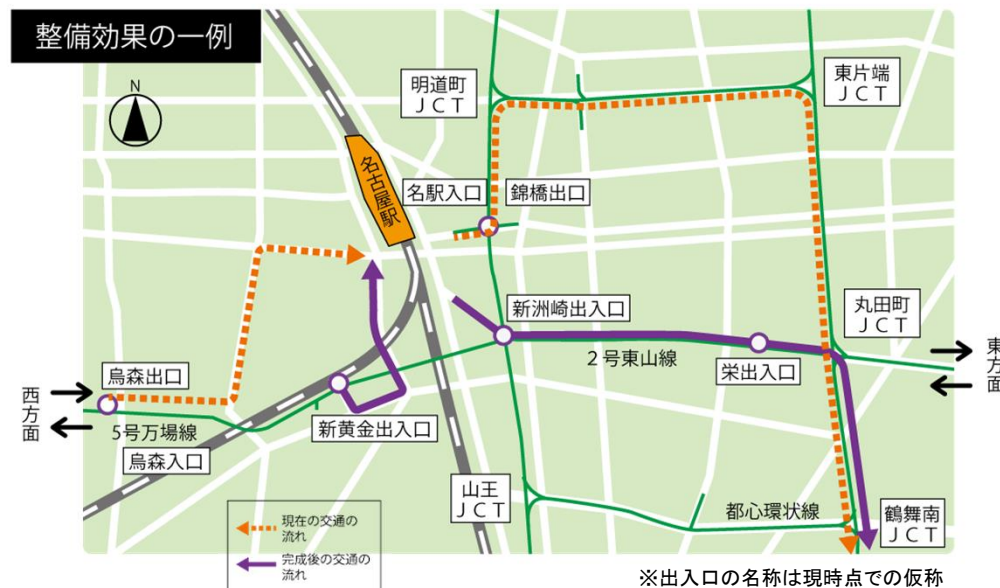 整備効果の一例
N
明道町
JCT
東片端
JCT
名古屋駅
名駅入口
錦橋出口
新洲崎出入口
丸田町
JCT
2号東山線
栄出入口
東方面
烏森出口
西方面
5号万場線
新黄金出入口
烏森入口
山王
JCT
都心環状線
鶴舞南
JCT
現在の交通の
流れ
完成後の交通の
流れ
※出入口の名称は現時点での仮称